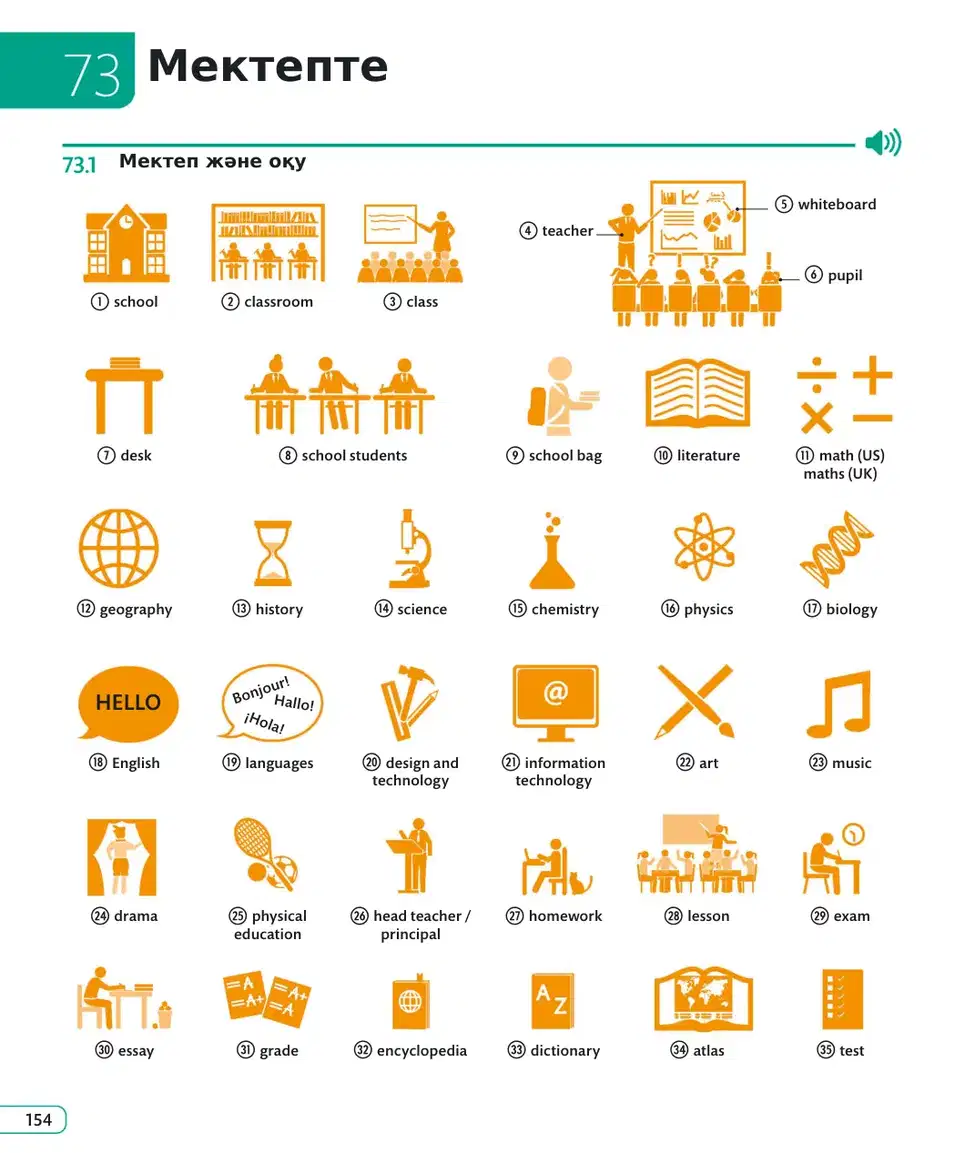 73 Мектепте
73.1 Мектеп және оқу
① school
② classroom
③ class
④ teacher
⑤ whiteboard
⑥ pupil
⑦ desk
⑧ school students
⑨ school bag
⑩ literature
⑪ math (US)
maths (UK)
⑫ geography
⑬ history
⑭ science
⑮ chemistry
⑯ physics
⑰ biology
HELLO
Bonjour!
Hallo!
¡Hola!
@
⑱ English
⑲ languages
⑳ design and
technology
㉑ information
technology
㉒ art
㉓ music
㉔ drama
㉕ physical
education
㉖ head teacher /
principal
㉗ homework
㉘ lesson
㉙ exam
=A
=A+
=A+
=A
A
Z
㉚ essay
㉛ grade
㉜ encyclopedia
㉝ dictionary
㉞ atlas
㉟ test
154